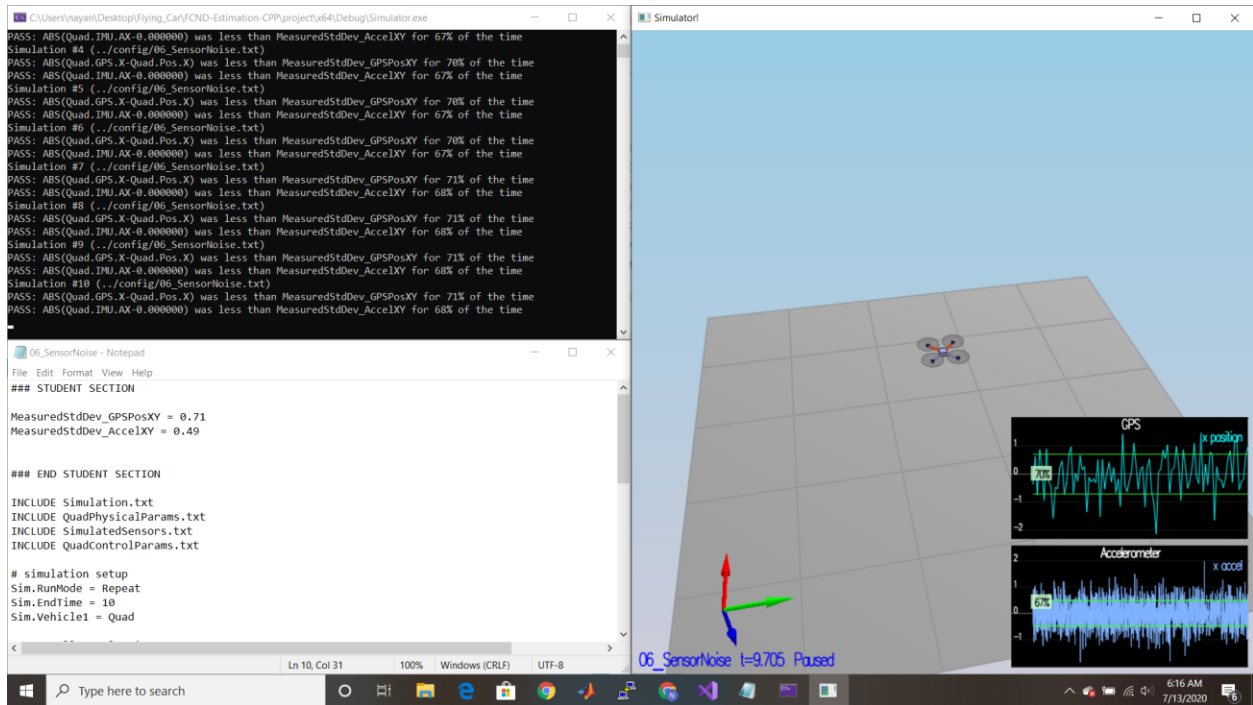 C:\Users\nayan\Desktop\Flying_Car\FCND-Estimation-CPP\project\x64\Debug\Simulator.exe
PASS: ABS(Quad.IMU.AX-0.000000) was less than MeasuredStdDev_AccelXY for 67% of the time
Simulation #4 (../config/06_SensorNoise.txt)
PASS: ABS(Quad.GPS.X-Quad.Pos.X) was less than MeasuredStdDev_GPSPosXY for 70% of the time
PASS: ABS(Quad.IMU.AX-0.000000) was less than MeasuredStdDev_AccelXY for 67% of the time
Simulation #5 (../config/06_SensorNoise.txt)
PASS: ABS(Quad.GPS.X-Quad.Pos.X) was less than MeasuredStdDev_GPSPosXY for 70% of the time
PASS: ABS(Quad.IMU.AX-0.000000) was less than MeasuredStdDev_AccelXY for 67% of the time
Simulation #6 (../config/06_SensorNoise.txt)
PASS: ABS(Quad.GPS.X-Quad.Pos.X) was less than MeasuredStdDev_GPSPosXY for 70% of the time
PASS: ABS(Quad.IMU.AX-0.000000) was less than MeasuredStdDev_AccelXY for 67% of the time
Simulation #7 (../config/06_SensorNoise.txt)
PASS: ABS(Quad.GPS.X-Quad.Pos.X) was less than MeasuredStdDev_GPSPosXY for 71% of the time
PASS: ABS(Quad.IMU.AX-0.000000) was less than MeasuredStdDev_AccelXY for 68% of the time
Simulation #8 (../config/06_SensorNoise.txt)
PASS: ABS(Quad.GPS.X-Quad.Pos.X) was less than MeasuredStdDev_GPSPosXY for 71% of the time
PASS: ABS(Quad.IMU.AX-0.000000) was less than MeasuredStdDev_AccelXY for 68% of the time
Simulation #9 (../config/06_SensorNoise.txt)
PASS: ABS(Quad.GPS.X-Quad.Pos.X) was less than MeasuredStdDev_GPSPosXY for 71% of the time
PASS: ABS(Quad.IMU.AX-0.000000) was less than MeasuredStdDev_AccelXY for 68% of the time
Simulation #10 (../config/06_SensorNoise.txt)
PASS: ABS(Quad.GPS.X-Quad.Pos.X) was less than MeasuredStdDev_GPSPosXY for 71% of the time
PASS: ABS(Quad.IMU.AX-0.000000) was less than MeasuredStdDev_AccelXY for 68% of the time
06_SensorNoise - Notepad
File Edit Format View Help
### STUDENT SECTION
MeasuredStdDev_GPSPosXY = 0.71
MeasuredStdDev_AccelXY = 0.49
### END STUDENT SECTION
INCLUDE Simulation.txt
INCLUDE QuadPhysicalParams.txt
INCLUDE SimulatedSensors.txt
INCLUDE QuadControlParams.txt
# simulation setup
Sim.RunMode = Repeat
Sim.EndTime = 10
Sim.Vehicle1 = Quad
Ln 10, Col 31 100% Windows (CRLF) UTF-8
Simulator!
GPS
x position
1
0
70%
-1
-2
Accelerometer
2
x accel
1
0
67%
-1
06_SensorNoise t=9.705 Paused
Type here to search
6:16 AM
7/13/2020
6